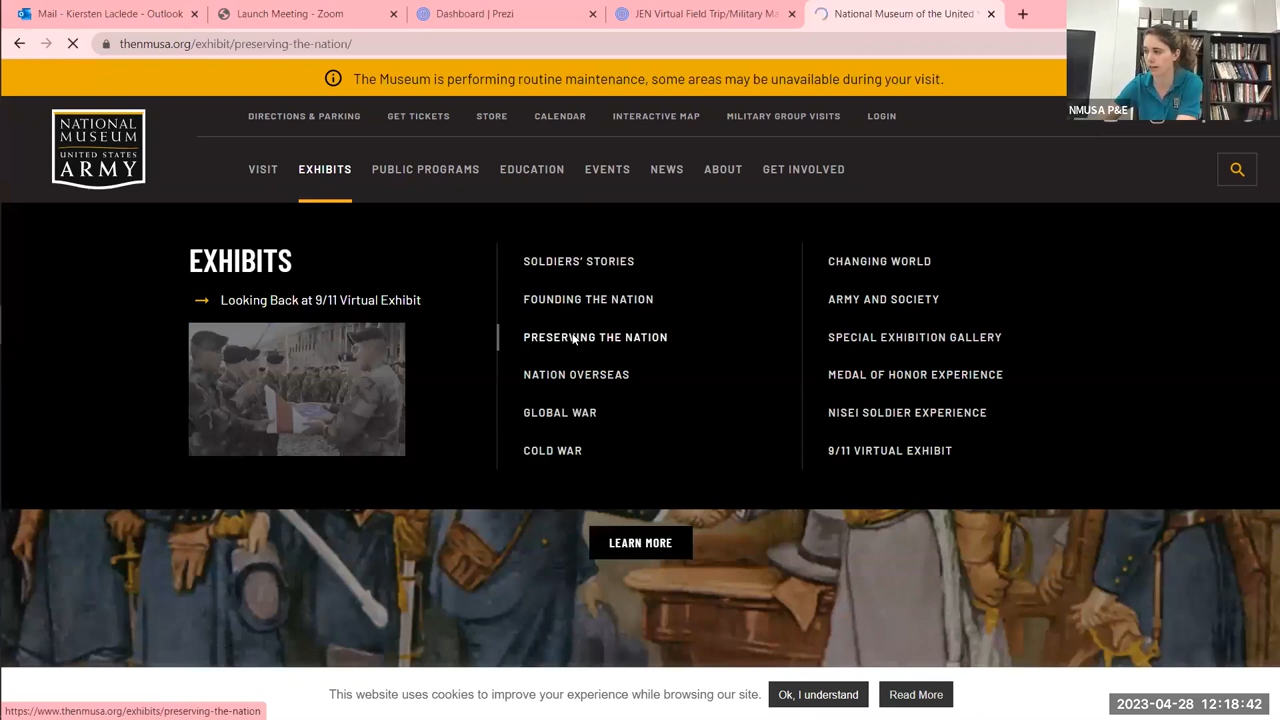 Mail - Kiersten Laclede - Outlook
Launch Meeting - Zoom
Dashboard | Prezi
JEN Virtual Field Trip/Military Ma
National Museum of the United
thenmusa.org/exhibit/preserving-the-nation/
The Museum is performing routine maintenance, some areas may be unavailable during your visit.
NMUSA P&E
NATIONAL
MUSEUM
UNITED STATES
ARMY
DIRECTIONS & PARKING GET TICKETS STORE CALENDAR INTERACTIVE MAP MILITARY GROUP VISITS LOGIN
VISIT EXHIBITS PUBLIC PROGRAMS EDUCATION EVENTS NEWS ABOUT GET INVOLVED
EXHIBITS
Looking Back at 9/11 Virtual Exhibit
SOLDIERS' STORIES
FOUNDING THE NATION
PRESERVING THE NATION
NATION OVERSEAS
GLOBAL WAR
COLD WAR
CHANGING WORLD
ARMY AND SOCIETY
SPECIAL EXHIBITION GALLERY
MEDAL OF HONOR EXPERIENCE
NISEI SOLDIER EXPERIENCE
9/11 VIRTUAL EXHIBIT
LEARN MORE
This website uses cookies to improve your experience while browsing our site. Ok, I understand Read More
https://www.thenmusa.org/exhibits/preserving-the-nation
2023-04-28 12:18:42